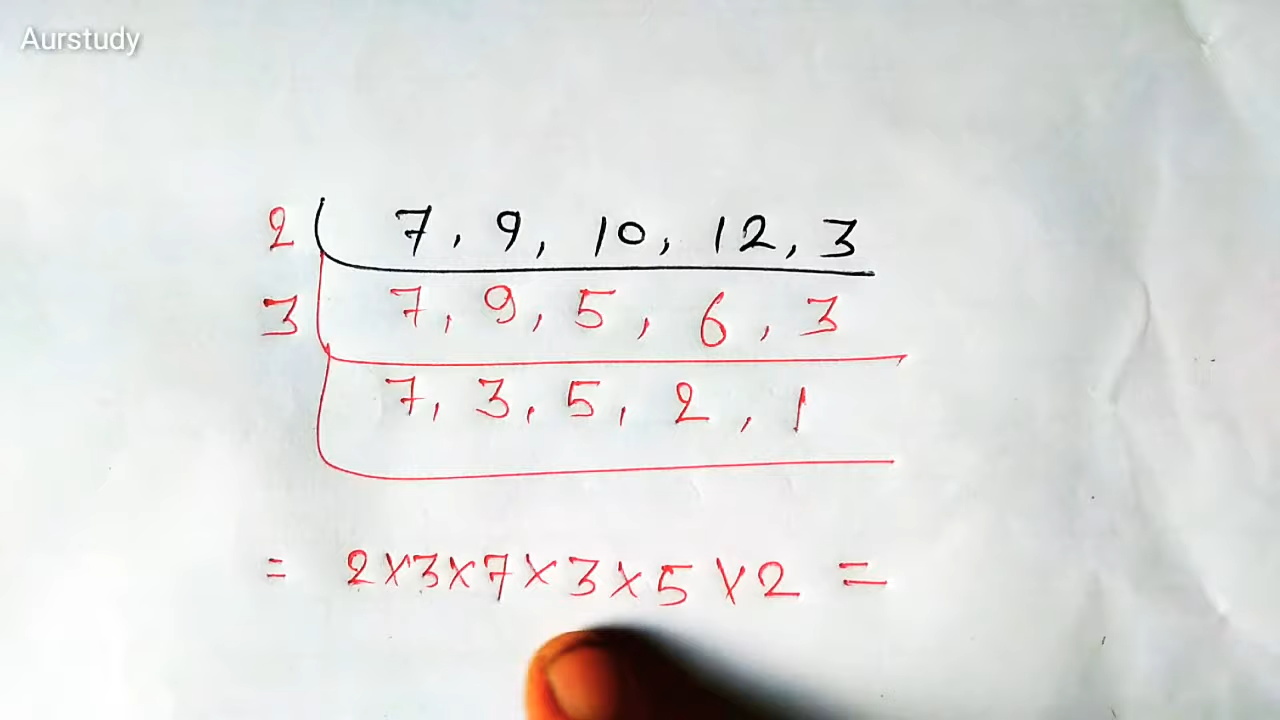 Aurstudy
2 7, 9, 10, 12, 3
3 7, 9, 5, 6, 3
7, 3, 5, 2, 1
= 2×3×7×3×5×2 =